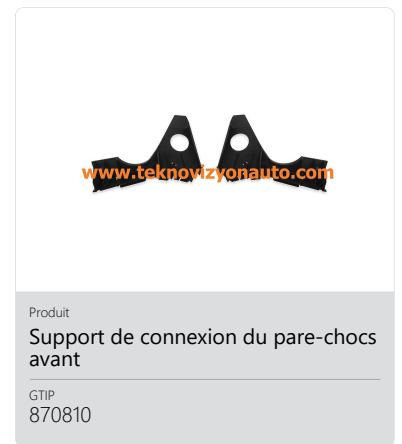 www.teknovizyonauto.com
Produit
Support de connexion du pare-chocs
avant
GTIP
870810